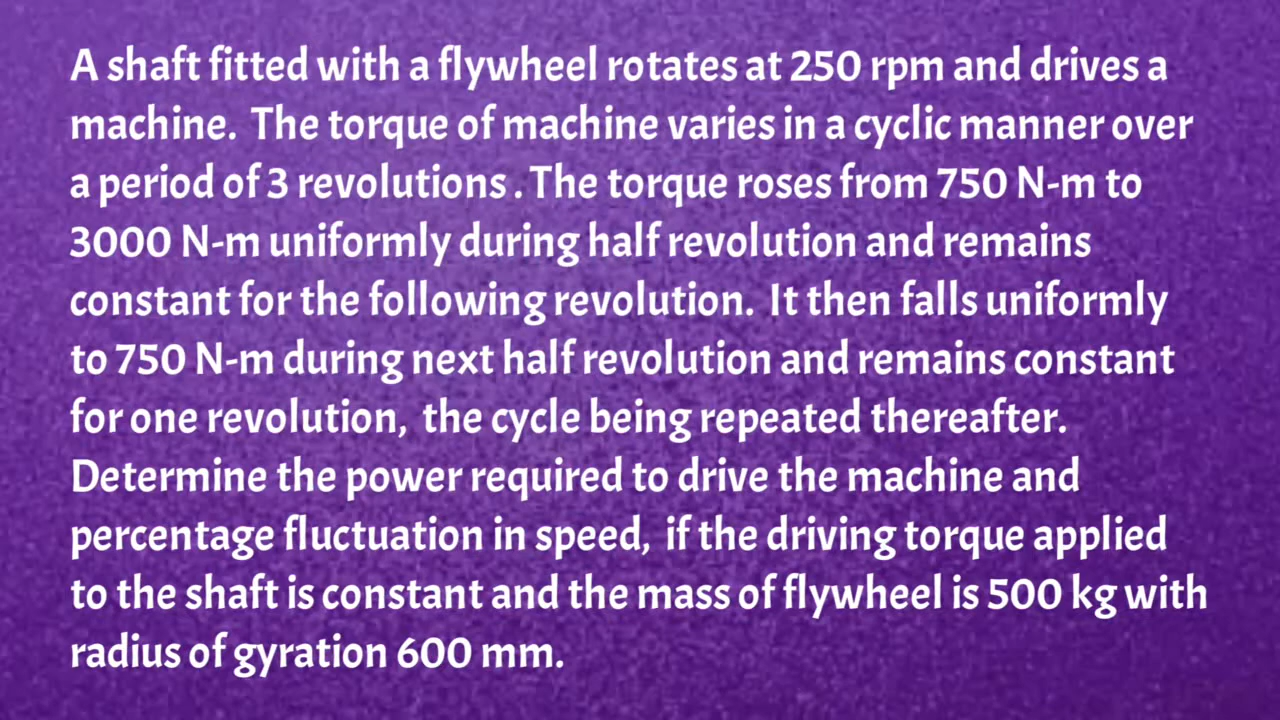 A shaft fitted with a flywheel rotates at 250 rpm and drives a
machine. The torque of machine varies in a cyclic manner over
a period of 3 revolutions . The torque roses from 750 N-m to
3000 N-m uniformly during half revolution and remains
constant for the following revolution. It then falls uniformly
to 750 N-m during next half revolution and remains constant
for one revolution, the cycle being repeated thereafter.
Determine the power required to drive the machine and
percentage fluctuation in speed, if the driving torque applied
to the shaft is constant and the mass of flywheel is 500 kg with
radius of gyration 600 mm.